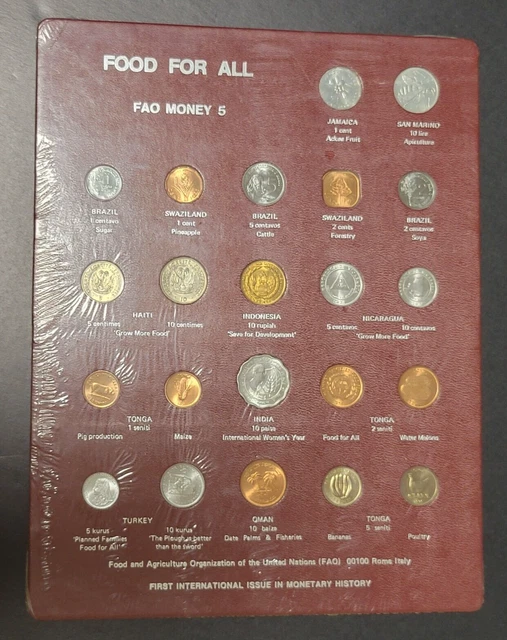 FOOD FOR ALL
FAO MONEY 5
JAMAICA
1 cent
Ackee Fruit
SAN MARINO
10 lire
Apiculture
BRAZIL
1 centavo
Sugar
SWAZILAND
1 cent
Pineapple
BRAZIL
5 centavos
Cattle
SWAZILAND
2 cents
Forestry
BRAZIL
2 centavos
Soya
HAITI
5 centimes 10 centimes
"Grow More Food"
INDONESIA
10 rupiah
"Save for Development"
NICARAGUA
5 centavos 10 centavos
"Grow More Food"
TONGA
1 seniti
Pig production Maize
INDIA
10 paise
International Women's Year
TONGA
2 seniti
Food for All Water Melons
TURKEY
5 kurus 10 kurus
"Planned Families "The Plough is better
Food for All" than the sword"
OMAN
10 baiza
Date Palms & Fisheries
TONGA
5 seniti
Bananas Poultry
Food and Agriculture Organization of the United Nations (FAO) 00100 Rome Italy
FIRST INTERNATIONAL ISSUE IN MONETARY HISTORY